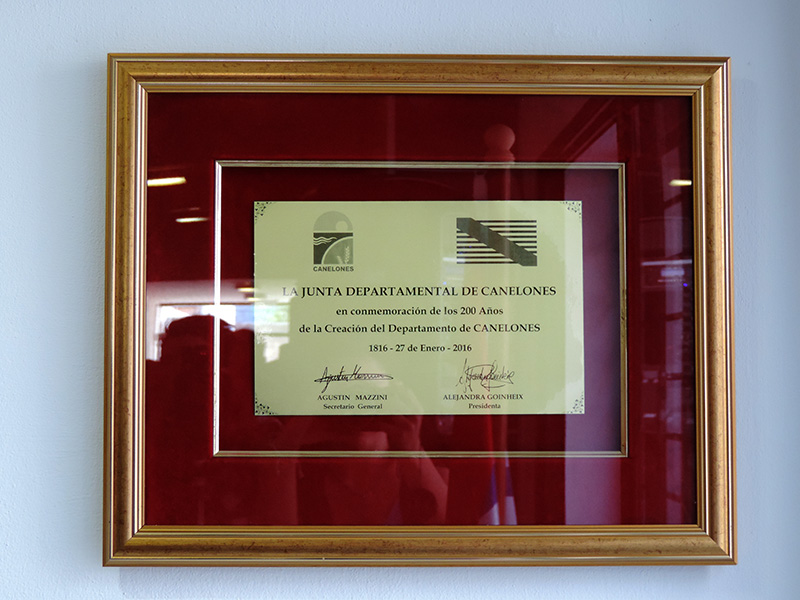 CANELONES
LA JUNTA DEPARTAMENTAL DE CANELONES
en conmemoración de los 200 Años
de la Creación del Departamento de CANELONES
1816 - 27 de Enero - 2016
AGUSTIN MAZZINI
Secretario General
ALEJANDRA GOINHEIX
Presidenta